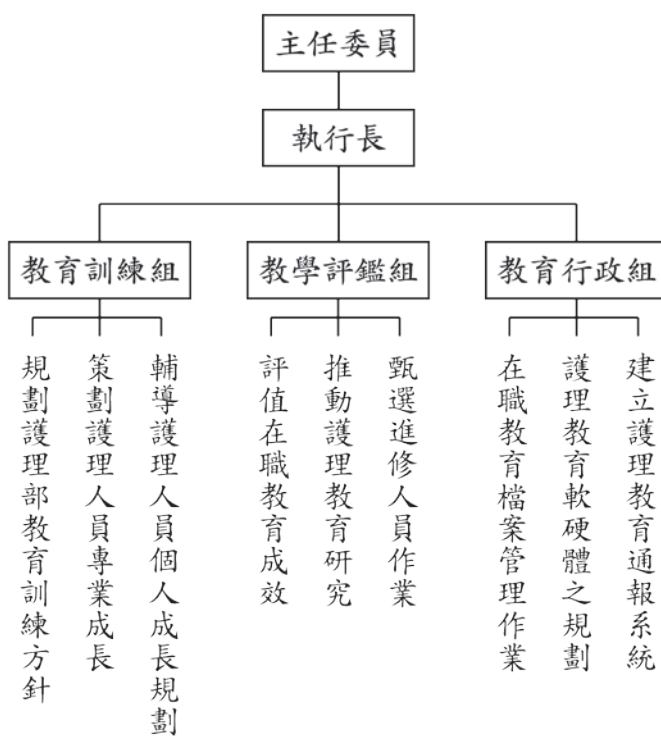 主任委員
執行長
教育訓練組
教學評鑑組
教育行政組
規劃護理部教育訓練方針
策劃護理人員專業成長
輔導護理人員個人成長規劃
評值在職教育成效
推動護理教育研究
甄選進修人員作業
在職教育檔案管理作業
護理教育軟硬體之規劃
建立護理教育通報系統